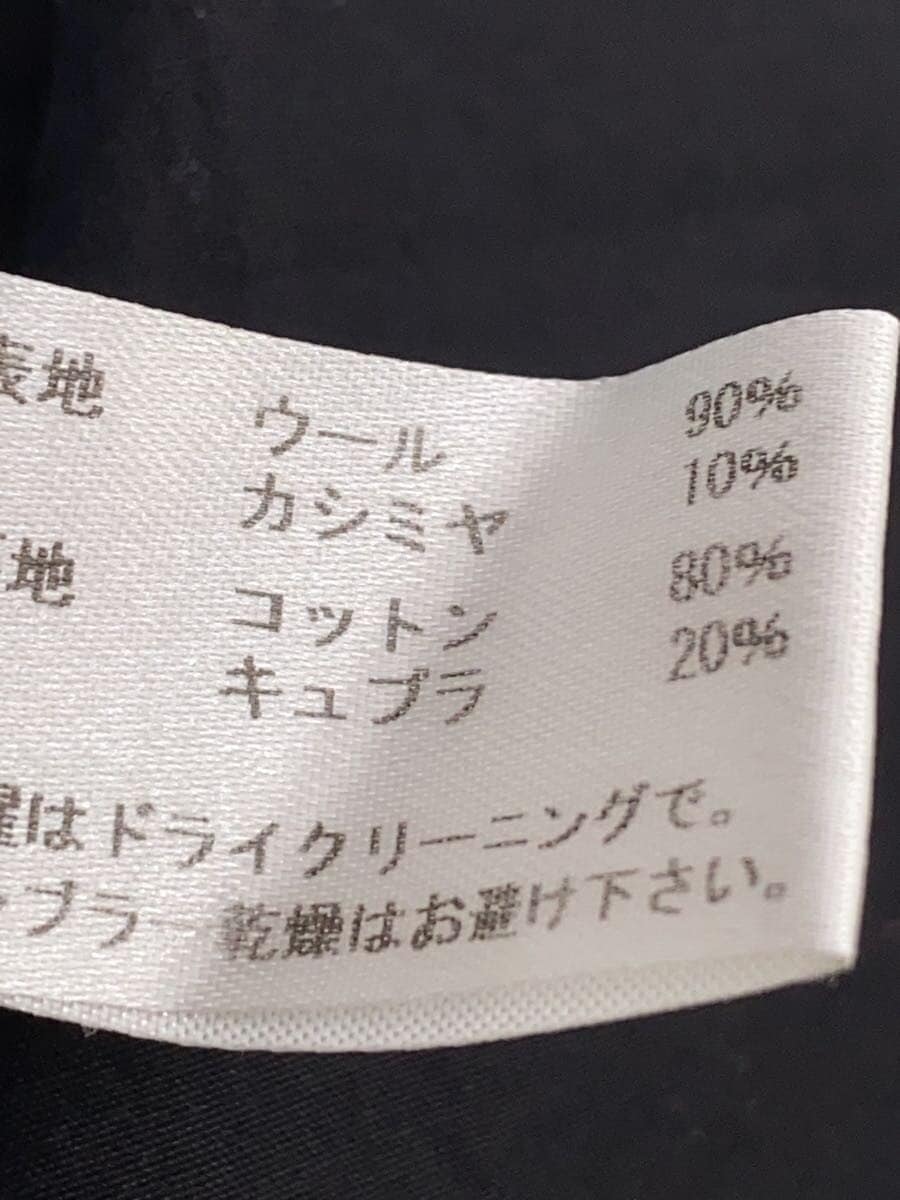 表地 ウール 90%
カシミヤ 10%
地 コットン 80%
キュプラ 20%
濯はドライクリーニングで。
ンブラー乾燥はお避け下さい。